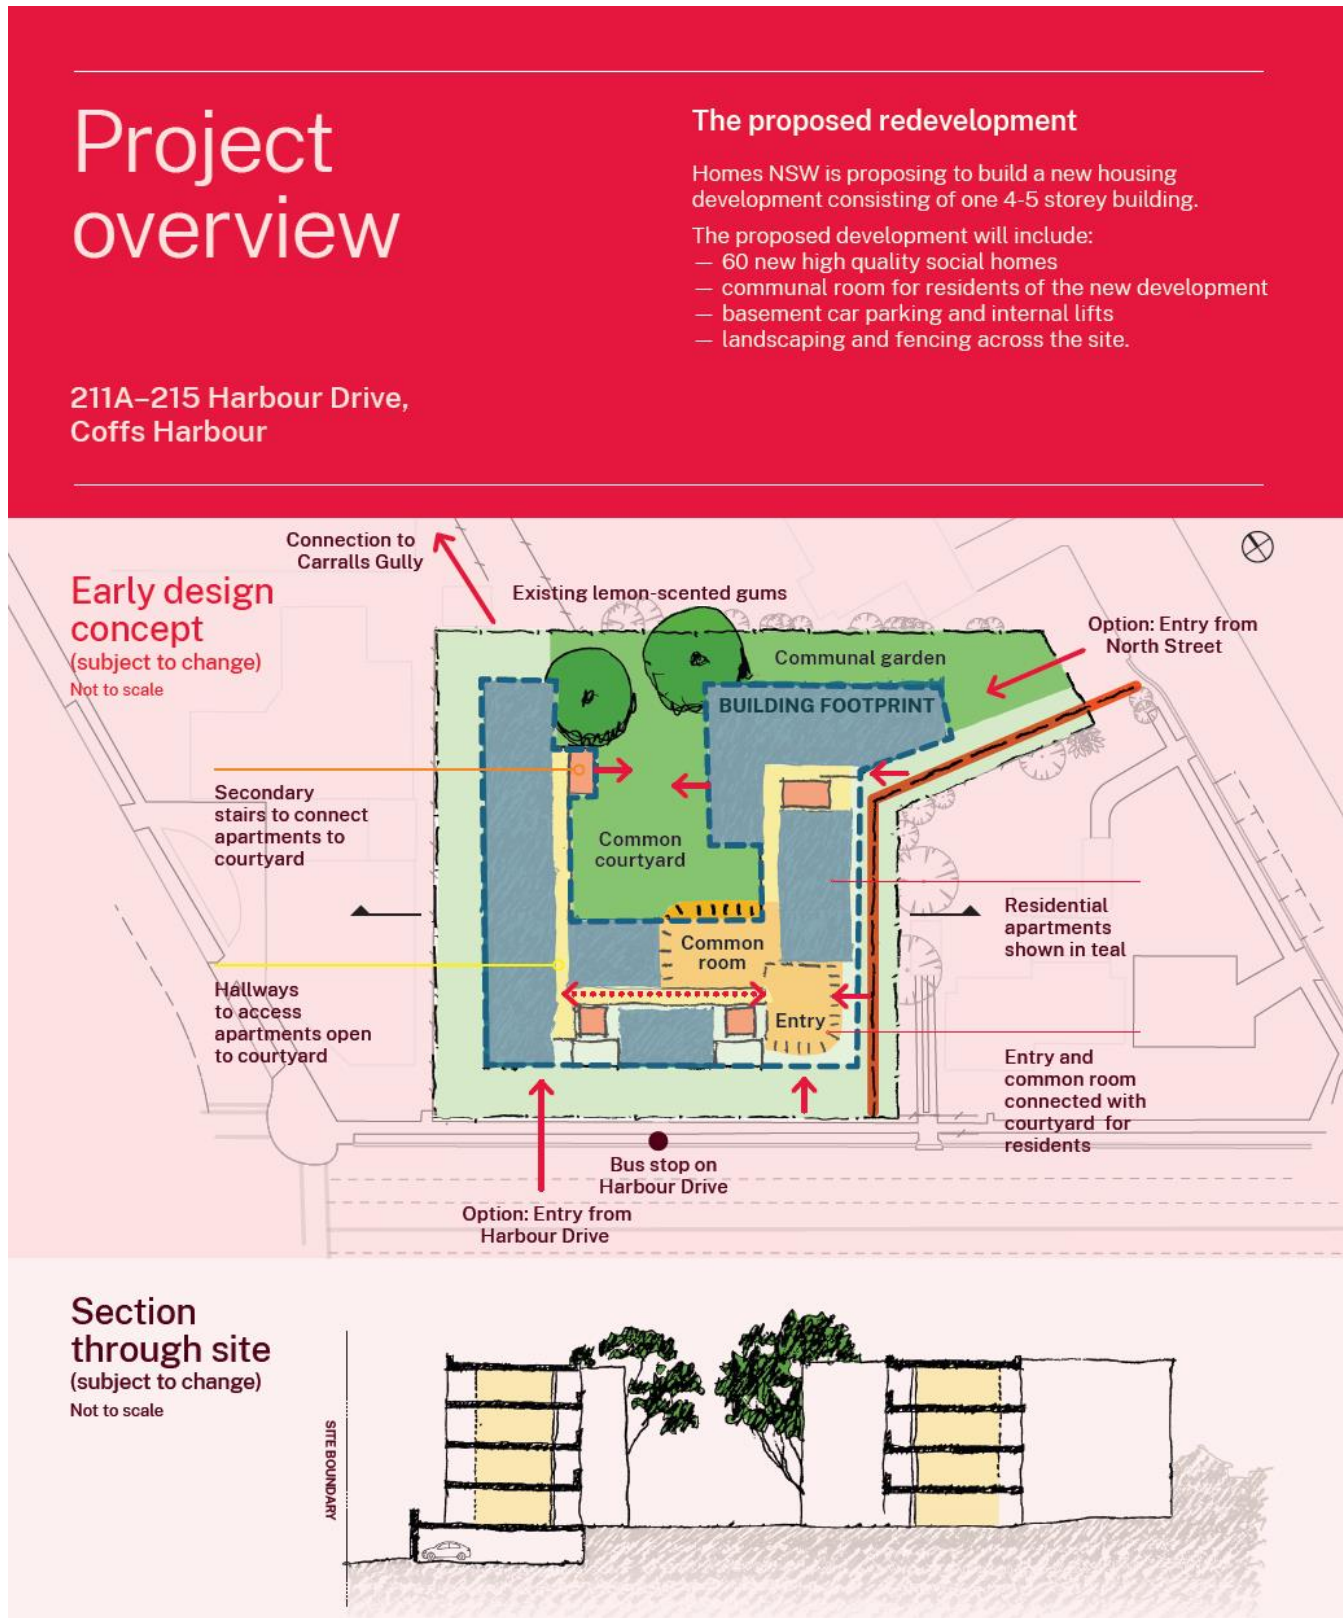 Project
overview
211A–215 Harbour Drive,
Coffs Harbour
The proposed redevelopment
Homes NSW is proposing to build a new housing
development consisting of one 4-5 storey building.
The proposed development will include:
— 60 new high quality social homes
— communal room for residents of the new development
— basement car parking and internal lifts
— landscaping and fencing across the site.
Early design
concept
(subject to change)
Not to scale
Connection to
Carralls Gully
Existing lemon-scented gums
Option: Entry from
North Street
Communal garden
BUILDING FOOTPRINT
Secondary
stairs to connect
apartments to
courtyard
Common
courtyard
Residential
apartments
shown in teal
Common
room
Hallways
to access
apartments open
to courtyard
Entry
Entry and
common room
connected with
courtyard for
residents
Bus stop on
Harbour Drive
Option: Entry from
Harbour Drive
Section
through site
(subject to change)
Not to scale
SITE BOUNDARY